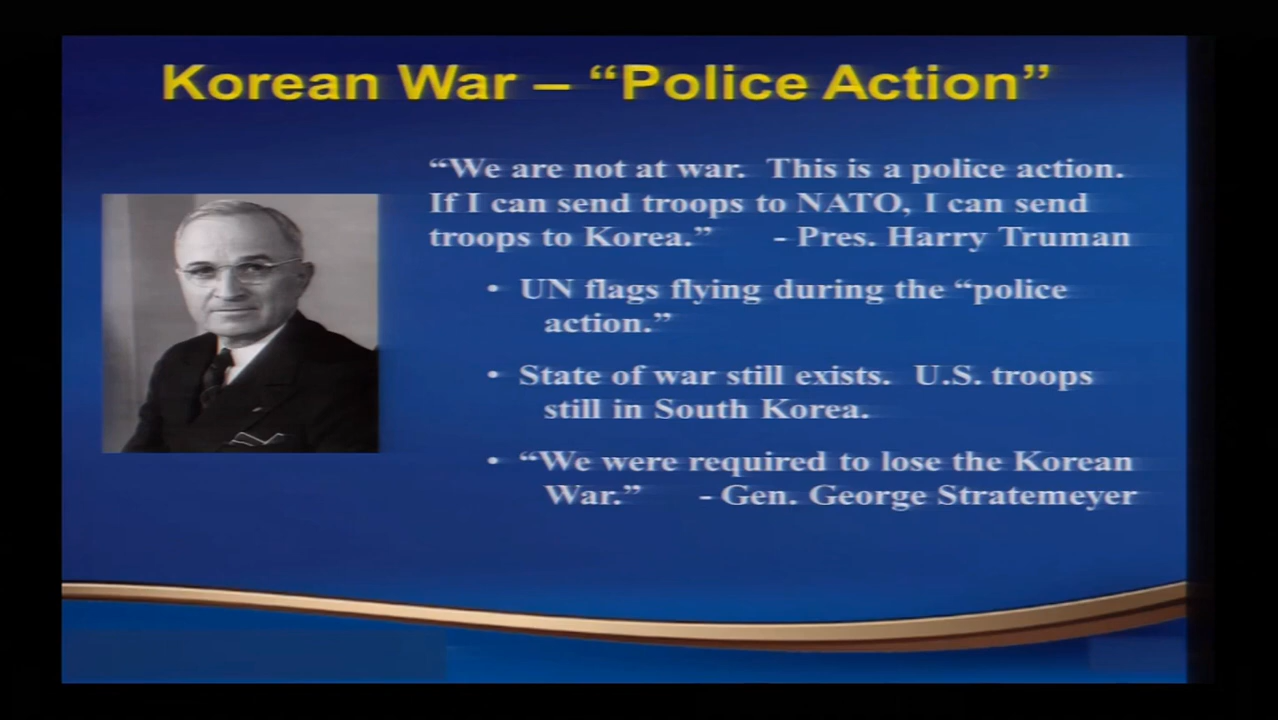 Korean War – “Police Action”
“We are not at war.  This is a police action.
If I can send troops to NATO, I can send
troops to Korea.”      - Pres. Harry Truman
• UN flags flying during the “police
action.”
• State of war still exists.  U.S. troops
still in South Korea.
• “We were required to lose the Korean
War.”      - Gen. George Stratemeyer